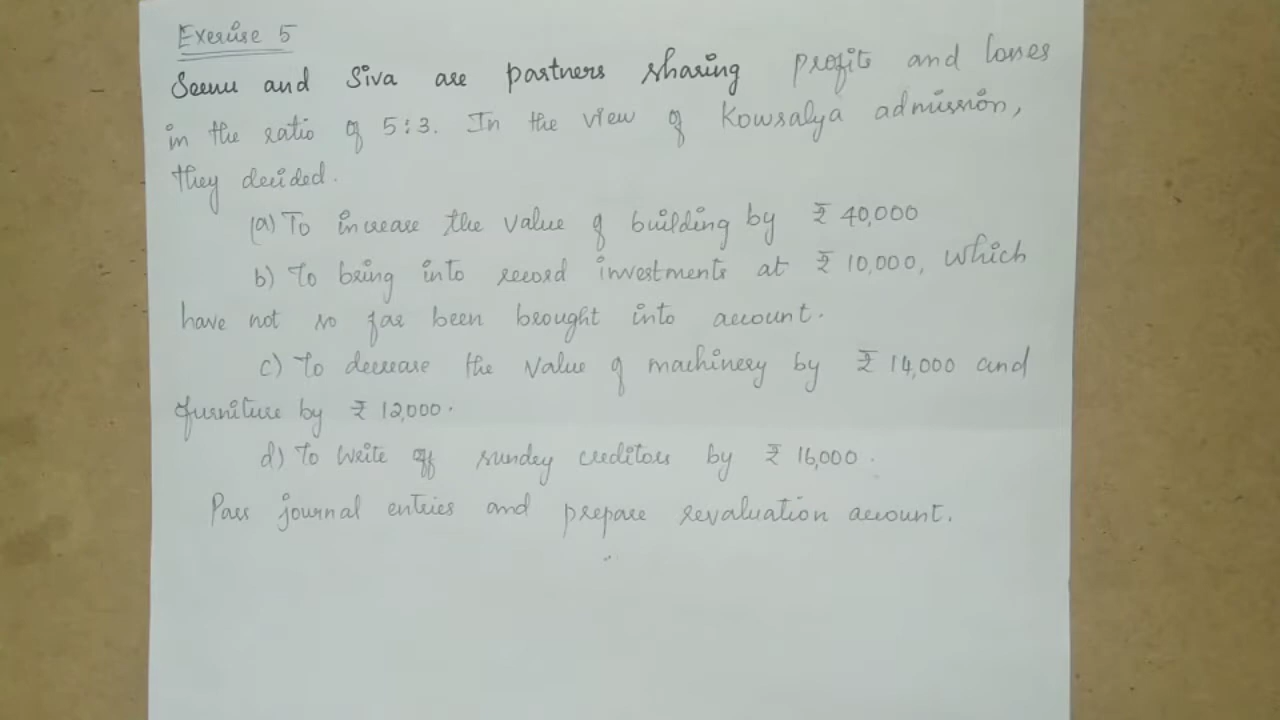 Exercise 5
Seenu and Siva are partners sharing profits and losses
in the ratio of 5:3. In the view of Kowsalya admission,
they decided.
(a) To increase the value of building by ₹ 40,000
b) To bring into record investments at ₹ 10,000, which
have not so far been brought into account.
c) To decrease the value of machinery by ₹ 14,000 and
furniture by ₹ 12,000.
d) To write off sundry creditors by ₹ 16,000.
Pass journal entries and prepare revaluation account.